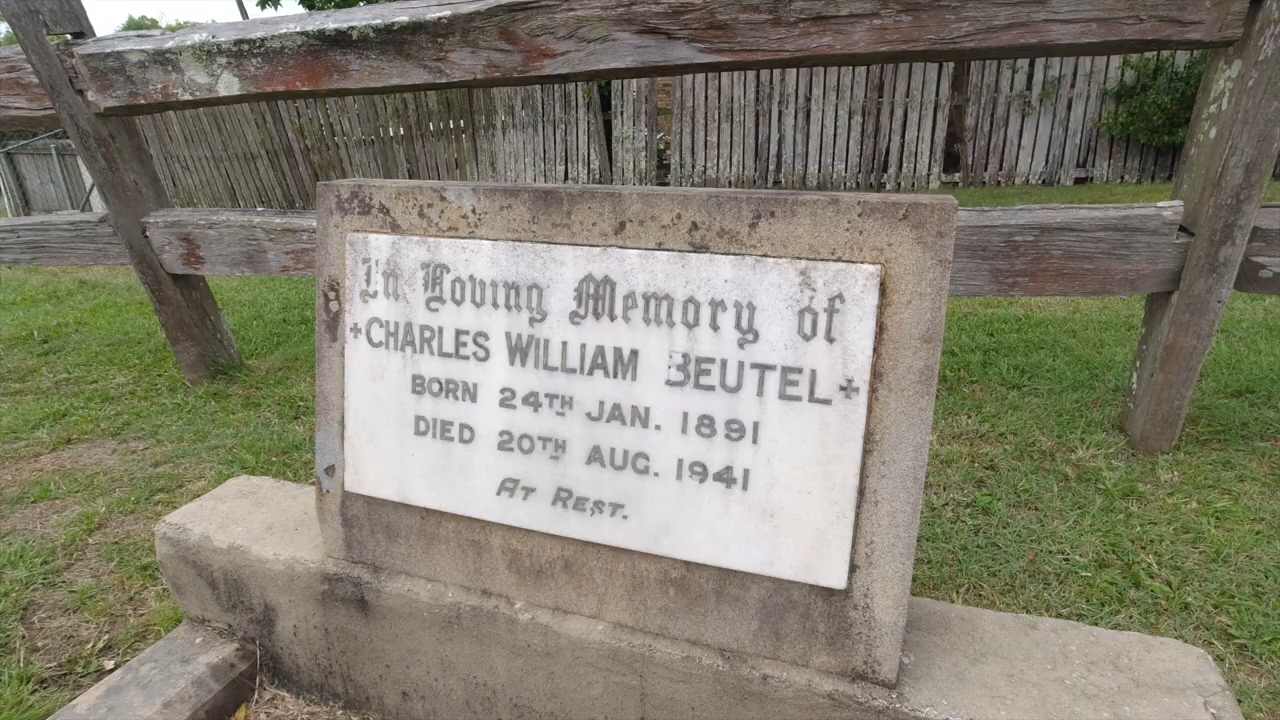 In Loving Memory of
+CHARLES WILLIAM BEUTEL+
BORN 24TH JAN. 1891
DIED 20TH AUG. 1941
AT REST.